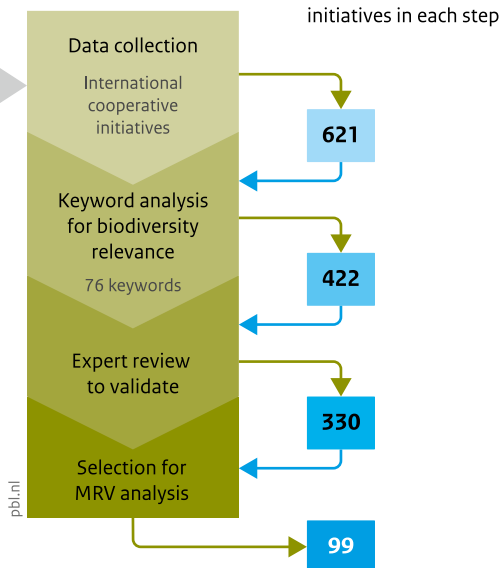 initiatives in each step
Data collection
International
cooperative
initiatives
621
Keyword analysis
for biodiversity
relevance
76 keywords
422
Expert review
to validate
330
Selection for
MRV analysis
99
pbl.nl